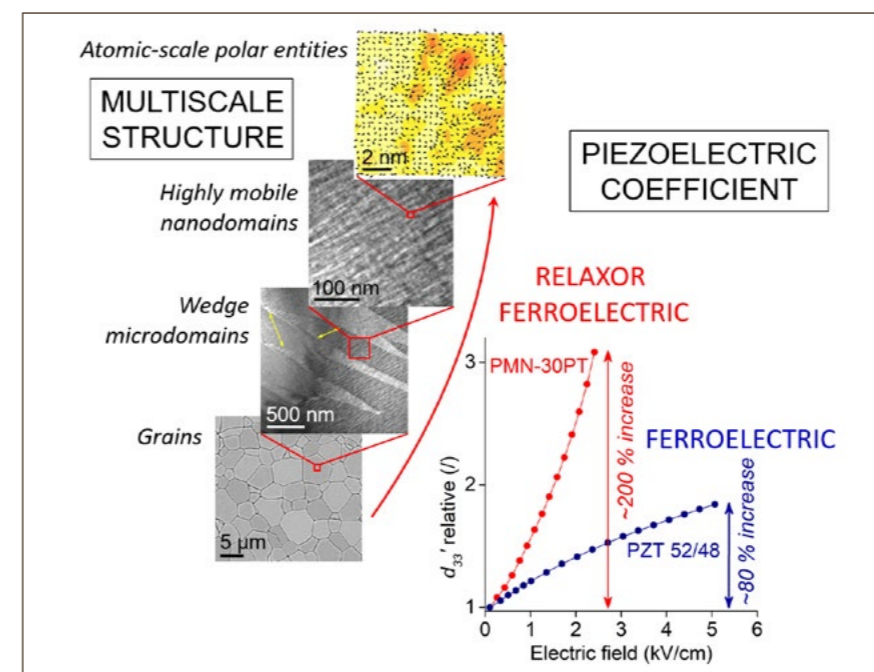 Atomic-scale polar entities
MULTISCALE
STRUCTURE
2 nm
Highly mobile
nanodomains
100 nm
Wedge
microdomains
500 nm
Grains
5 µm
PIEZOELECTRIC
COEFFICIENT
RELAXOR
FERROELECTRIC
PMN-30PT
~200 % increase
FERROELECTRIC
PZT 52/48
~80 % increase
d33' relative (/)
3
2
1
0 1 2 3 4 5 6
Electric field (kV/cm)